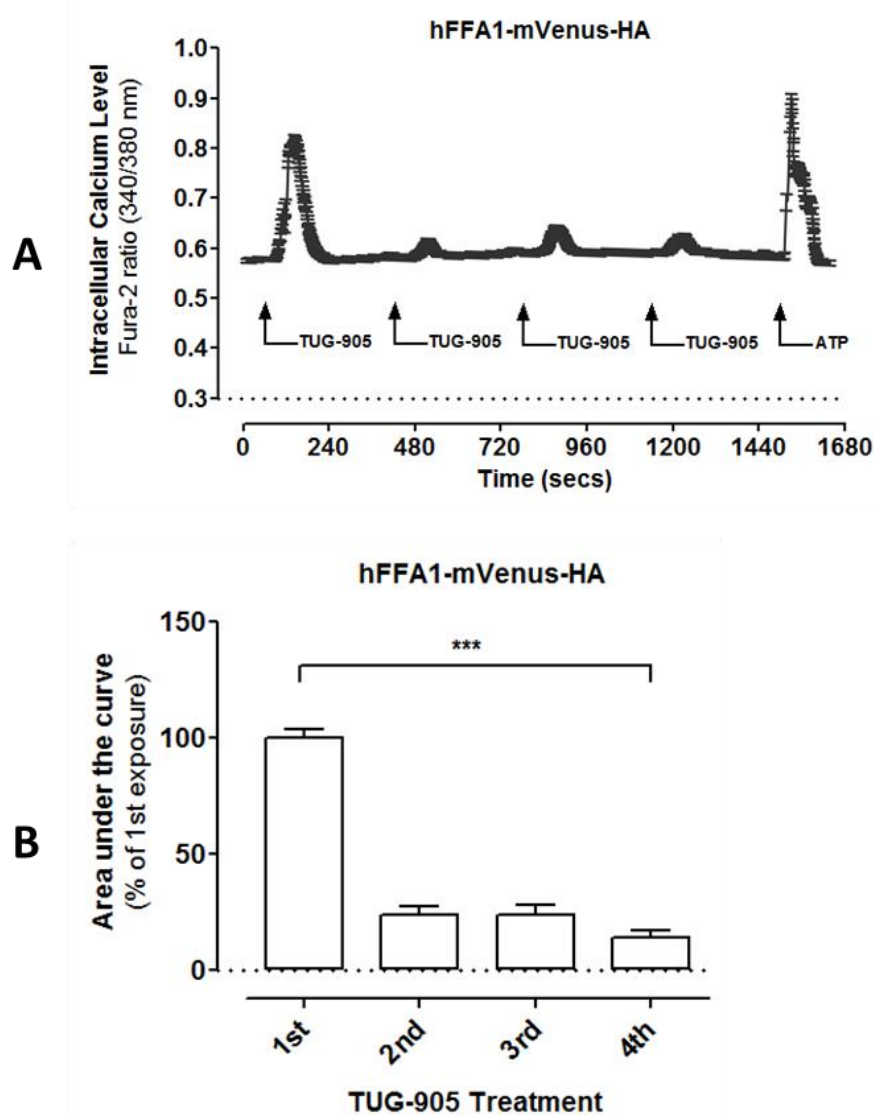 A
hFFA1-mVenus-HA
Intracellular Calcium Level
Fura-2 ratio (340/380 nm)
1.0
0.9
0.8
0.7
0.6
0.5
0.4
0.3
TUG-905 TUG-905 TUG-905 TUG-905 ATP
0 240 480 720 960 1200 1440 1680
Time (secs)
B
hFFA1-mVenus-HA
Area under the curve
(% of 1st exposure)
150
100
50
0
***
1st 2nd 3rd 4th
TUG-905 Treatment